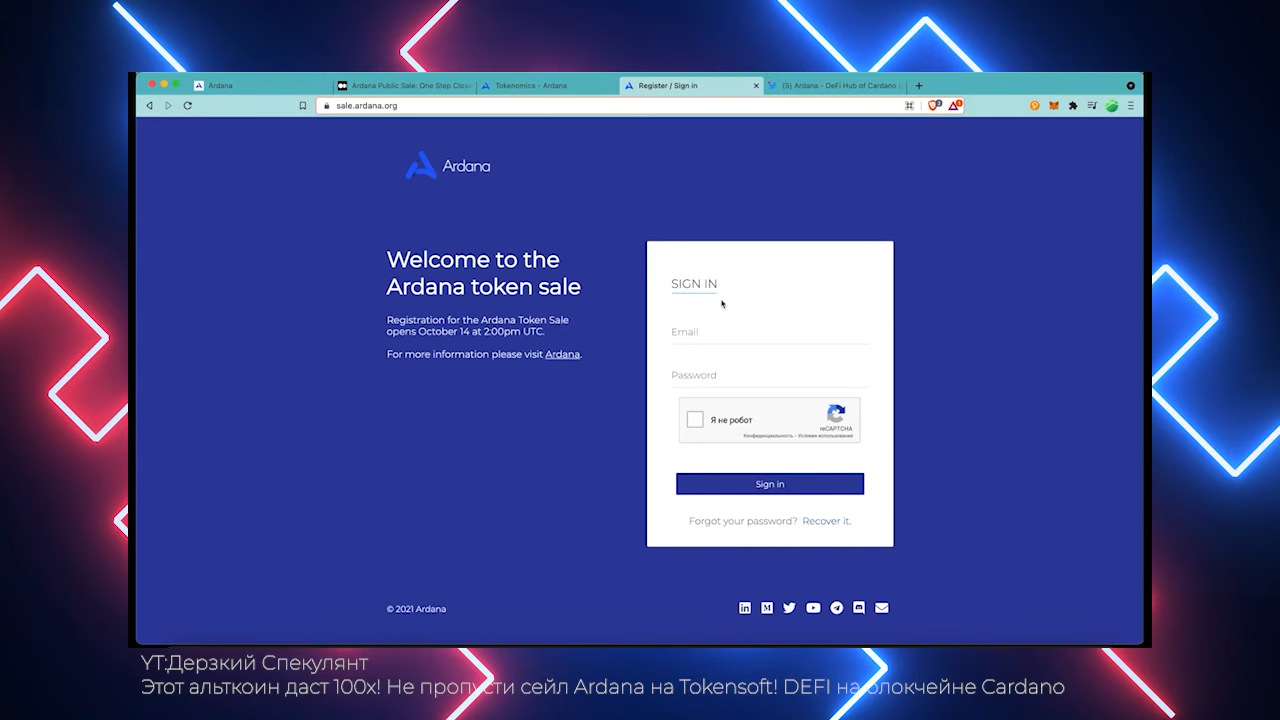 Ardana
Ardana Public Sale: One Step Close
Tokenomics - Ardana
Register / Sign in
(5) Ardana - DeFi Hub of Cardano
sale.ardana.org
Ardana
Welcome to the
Ardana token sale
Registration for the Ardana Token Sale
opens October 14 at 2:00pm UTC.
For more information please visit Ardana.
SIGN IN
Email
Password
Я не робот
reCAPTCHA
Конфиденциальность - Условия использования
Sign in
Forgot your password? Recover it.
© 2021 Ardana
YT:Дерзкий Спекулянт
Этот альткоин даст 100x! Не пропусти сейл Ardana на Tokensoft! DEFI на блокчейне Cardano